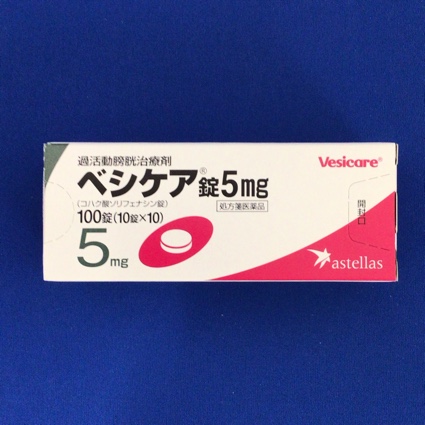 過活動膀胱治療剤
Vesicare®
ベシケア®錠5mg
(コハク酸ソリフェナシン錠)
処方箋医薬品
100錠(10錠×10)
開封口
5mg
astellas